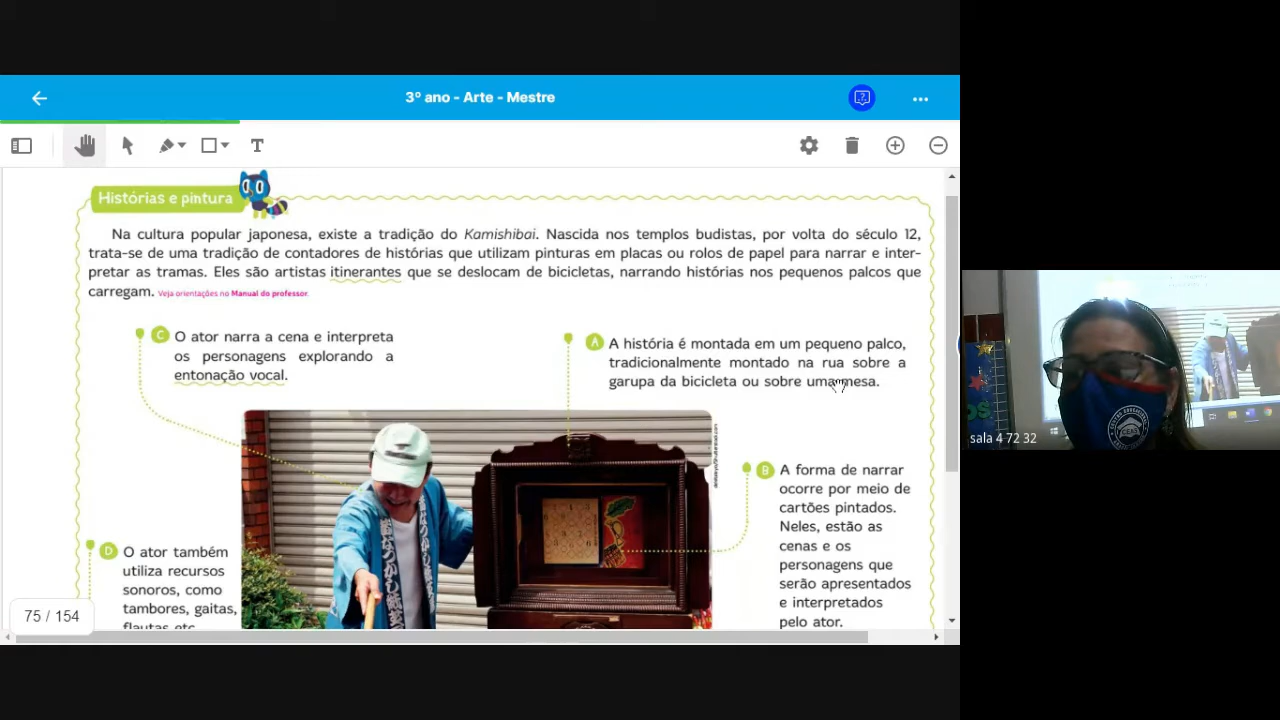 3º ano - Arte - Mestre
T
Histórias e pintura
Na cultura popular japonesa, existe a tradição do Kamishibai. Nascida nos templos budistas, por volta do século 12,
trata-se de uma tradição de contadores de histórias que utilizam pinturas em placas ou rolos de papel para narrar e inter-
pretar as tramas. Eles são artistas itinerantes que se deslocam de bicicletas, narrando histórias nos pequenos palcos que
carregam. Veja orientações no Manual do professor.
C O ator narra a cena e interpreta
os personagens explorando a
entonação vocal.
A A história é montada em um pequeno palco,
tradicionalmente montado na rua sobre a
garupa da bicicleta ou sobre uma mesa.
B A forma de narrar
ocorre por meio de
cartões pintados.
Neles, estão as
cenas e os
personagens que
serão apresentados
e interpretados
pelo ator.
D O ator também
utiliza recursos
sonoros, como
tambores, gaitas,
flautas etc.
75 / 154
sala 4 72 32
CEAS